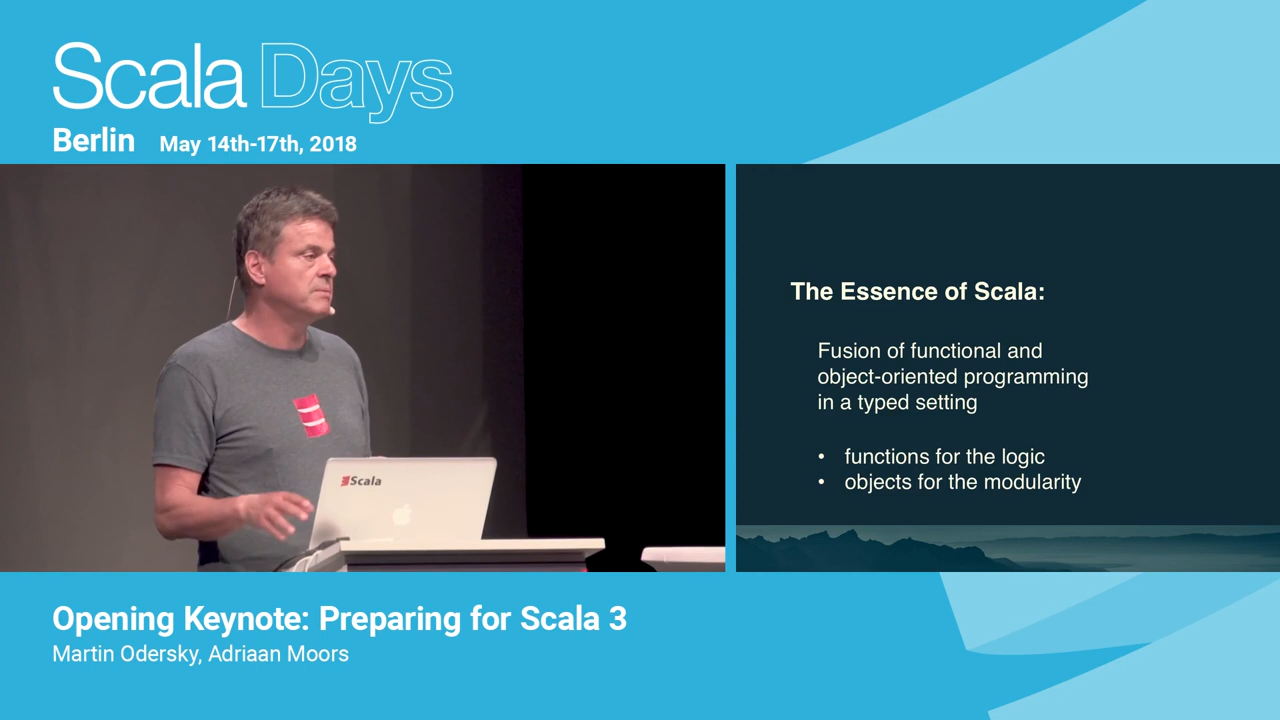 Scala Days
Berlin May 14th-17th, 2018
Scala
The Essence of Scala:
Fusion of functional and
object-oriented programming
in a typed setting
• functions for the logic
• objects for the modularity
Opening Keynote: Preparing for Scala 3
Martin Odersky, Adriaan Moors